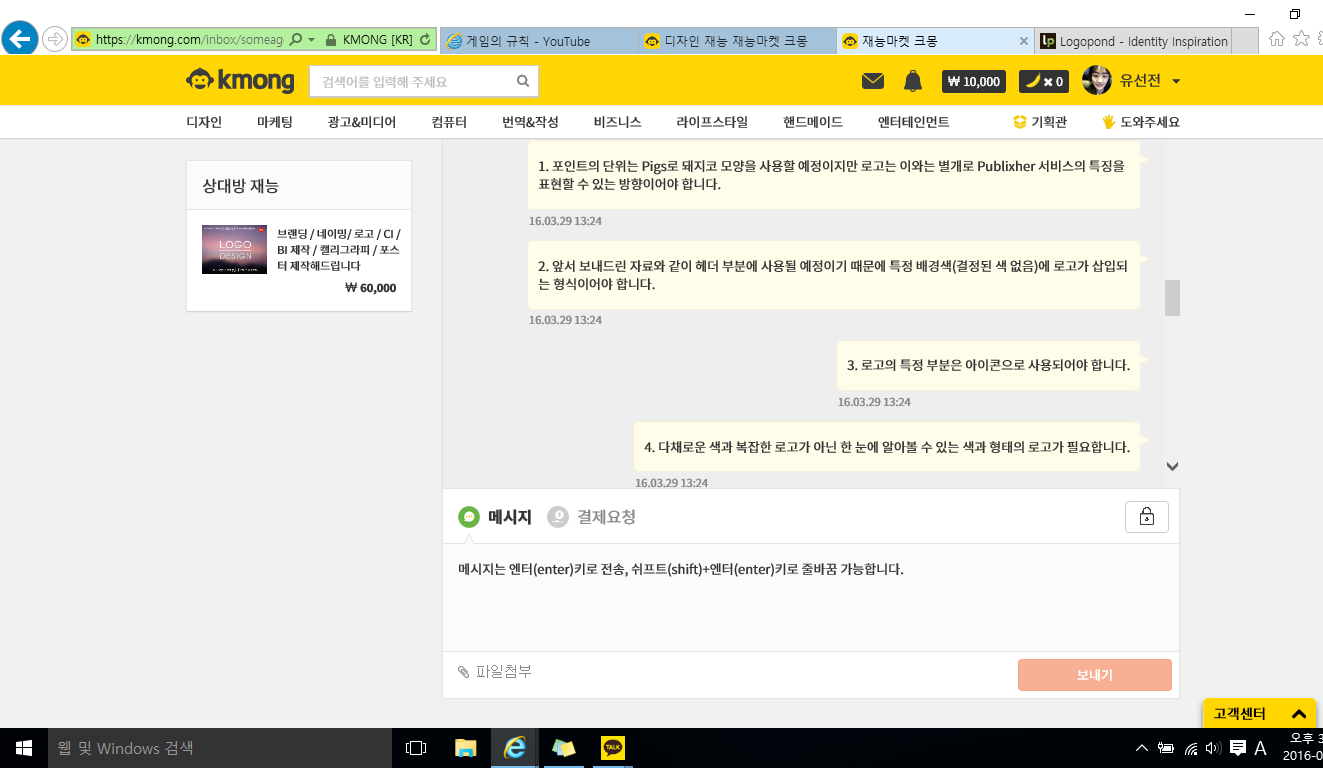 https://kmong.com/inbox/someag
KMONG [KR]
게임의 규칙 - YouTube
디자인 재능 재능마켓 크몽
재능마켓 크몽
Logopond - Identity Inspiration
kmong
검색어를 입력해 주세요
₩ 10,000
× 0
유선전
디자인
마케팅
광고&미디어
컴퓨터
번역&작성
비즈니스
라이프스타일
핸드메이드
엔터테인먼트
기획관
도와주세요
상대방 재능
LOGO
DESIGN
브랜딩 / 네이밍/ 로고 / CI /
BI 제작 / 캘리그라피 / 포스
터 제작해드립니다
₩ 60,000
1. 포인트의 단위는 Pigs로 돼지코 모양을 사용할 예정이지만 로고는 이와는 별개로 Publixher 서비스의 특징을
표현할 수 있는 방향이어야 합니다.
16.03.29 13:24
2. 앞서 보내드린 자료와 같이 헤더 부분에 사용될 예정이기 때문에 특정 배경색(결정된 색 없음)에 로고가 삽입되
는 형식이어야 합니다.
16.03.29 13:24
3. 로고의 특정 부분은 아이콘으로 사용되어야 합니다.
16.03.29 13:24
4. 다채로운 색과 복잡한 로고가 아닌 한 눈에 알아볼 수 있는 색과 형태의 로고가 필요합니다.
16.03.29 13:24
메시지
결제요청
메시지는 엔터(enter)키로 전송, 쉬프트(shift)+엔터(enter)키로 줄바꿈 가능합니다.
파일첨부
보내기
고객센터
웹 및 Windows 검색
TALK
A
오후 3
2016-0